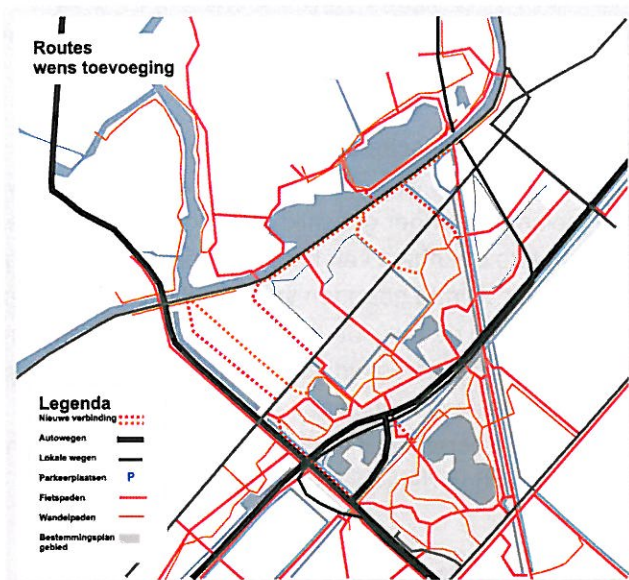 Routes
wens toevoeging
Legenda
Nieuwe verbinding
Autowegen
Lokale wegen
Parkeerplaatsen P
Fietspaden
Wandelpaden
Bestemmingsplan
gebied